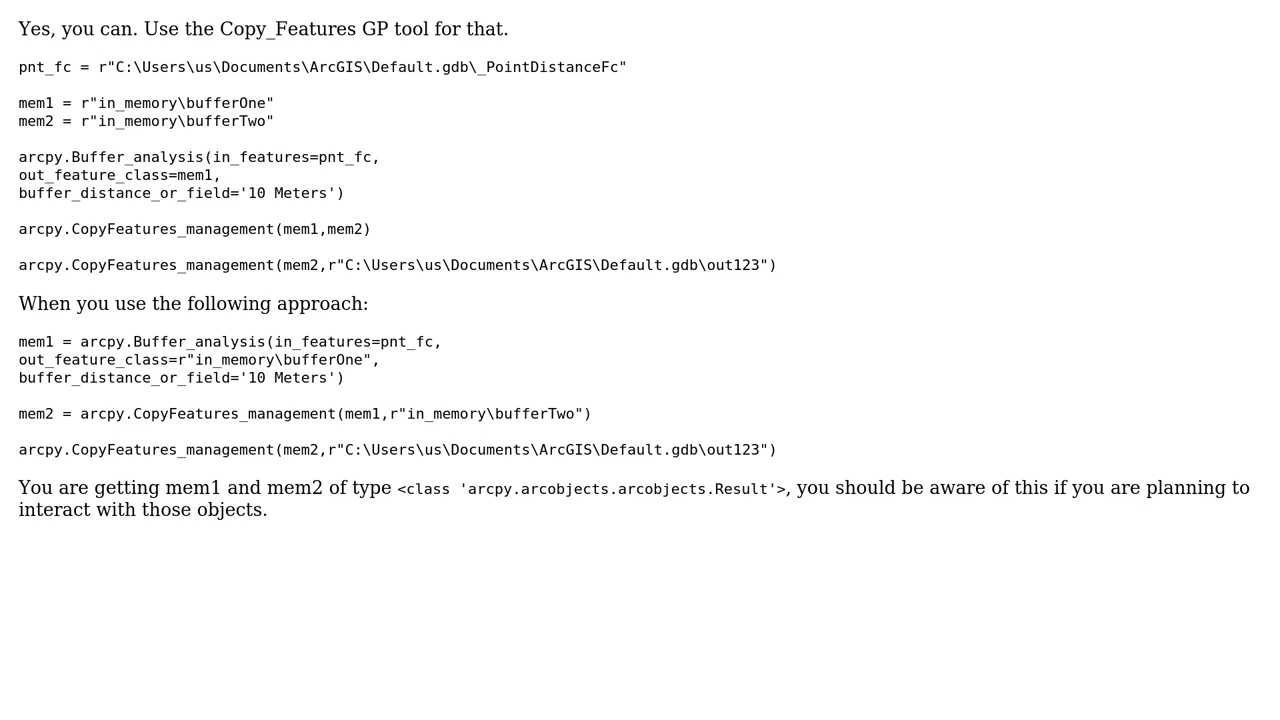 Yes, you can. Use the Copy_Features GP tool for that.
pnt_fc = r"C:\Users\us\Documents\ArcGIS\Default.gdb\_PointDistanceFc"
mem1 = r"in_memory\bufferOne"
mem2 = r"in_memory\bufferTwo"
arcpy.Buffer_analysis(in_features=pnt_fc,
out_feature_class=mem1,
buffer_distance_or_field='10 Meters')
arcpy.CopyFeatures_management(mem1,mem2)
arcpy.CopyFeatures_management(mem2,r"C:\Users\us\Documents\ArcGIS\Default.gdb\out123")
When you use the following approach:
mem1 = arcpy.Buffer_analysis(in_features=pnt_fc,
out_feature_class=r"in_memory\bufferOne",
buffer_distance_or_field='10 Meters')
mem2 = arcpy.CopyFeatures_management(mem1,r"in_memory\bufferTwo")
arcpy.CopyFeatures_management(mem2,r"C:\Users\us\Documents\ArcGIS\Default.gdb\out123")
You are getting mem1 and mem2 of type <class 'arcpy.arcobjects.arcobjects.Result'>, you should be aware of this if you are planning to
interact with those objects.